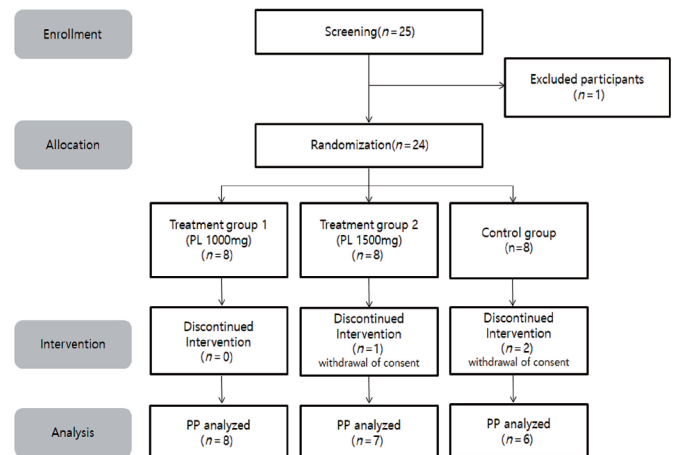 Enrollment
Screening(n=25)
Excluded participants
(n=1)
Allocation
Randomization(n=24)
Treatment group 1
(PL 1000mg)
(n=8)
Treatment group 2
(PL 1500mg)
(n=8)
Control group
(n=8)
Intervention
Discontinued
Intervention
(n=0)
Discontinued
Intervention
(n=1)
withdrawal of consent
Discontinued
Intervention
(n=2)
withdrawal of consent
Analysis
PP analyzed
(n=8)
PP analyzed
(n=7)
PP analyzed
(n=6)